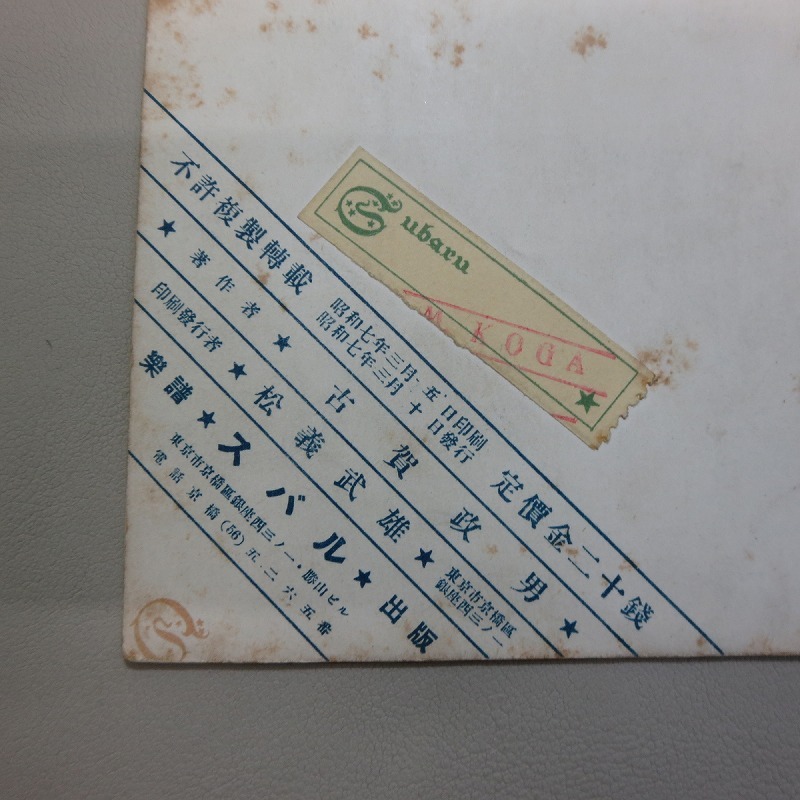 不許複製轉載
昭和七年三月五日印刷
昭和七年三月十日發行
定價金二十錢
★著作者★古賀政男★
印刷發行者★松義武雄★東京市京橋區銀座四三ノ二
樂譜★スバル★出版
東京市京橋區銀座四三ノ二・勝山ビル
電話京橋(56)五二六五番
Subaru
M. KOGA